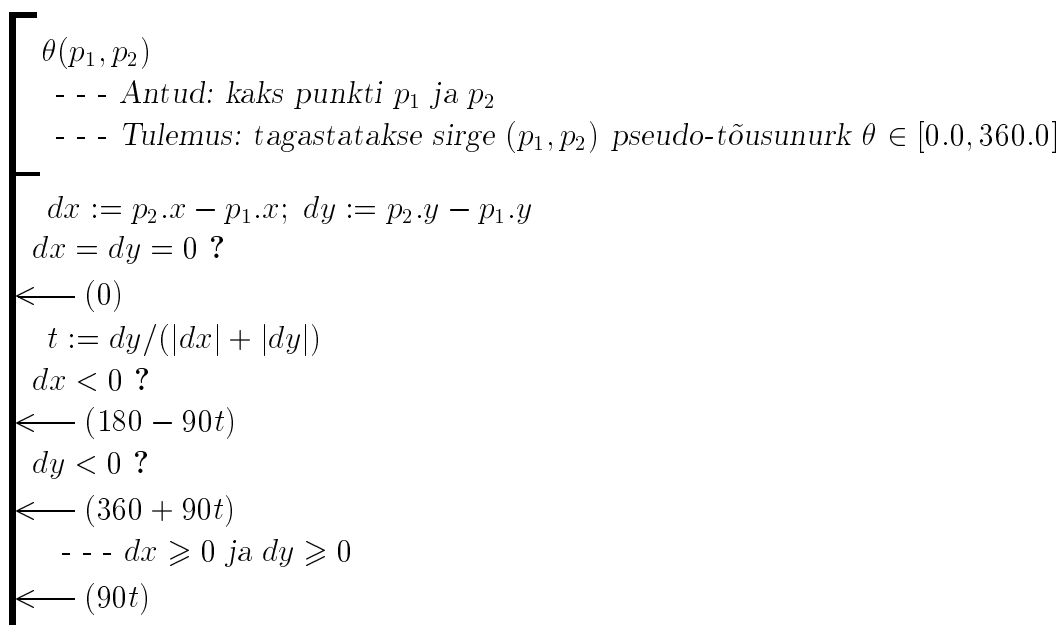 θ(p₁, p₂)
- - - Antud: kaks punkti p₁ ja p₂
- - - Tulemus: tagastatakse sirge (p₁, p₂) pseudo-tõusunurk θ ∈ [0.0, 360.0]
dx := p₂.x − p₁.x; dy := p₂.y − p₁.y
dx = dy = 0 ?
(0)
t := dy/(|dx| + |dy|)
dx < 0 ?
(180 − 90t)
dy < 0 ?
(360 + 90t)
- - - dx ⩾ 0 ja dy ⩾ 0
(90t)